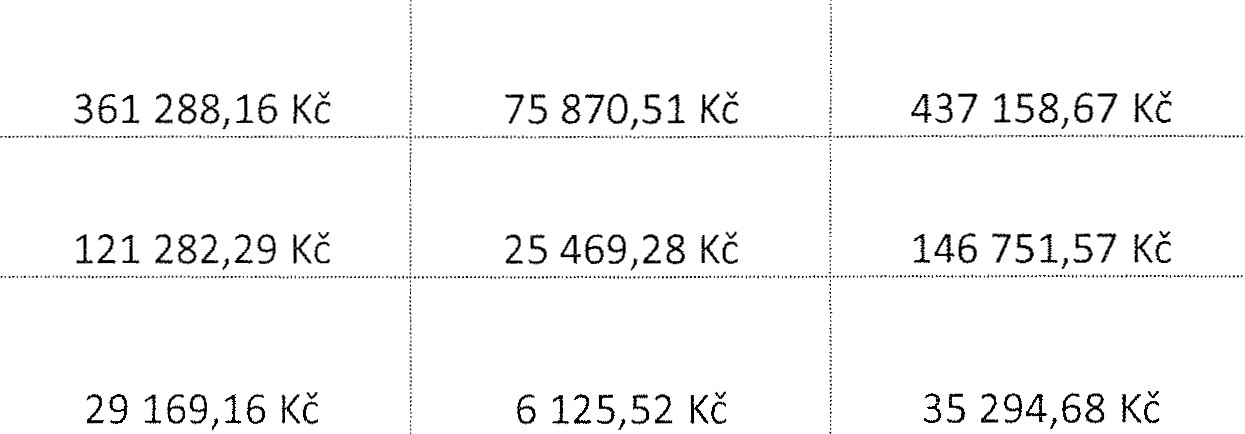 361 288,16 Kč 75 870,51 Kč 437 158,67 Kč
121 282,29 Kč 25 469,28 Kč 146 751,57 Kč
29 169,16 Kč 6 125,52 Kč 35 294,68 Kč